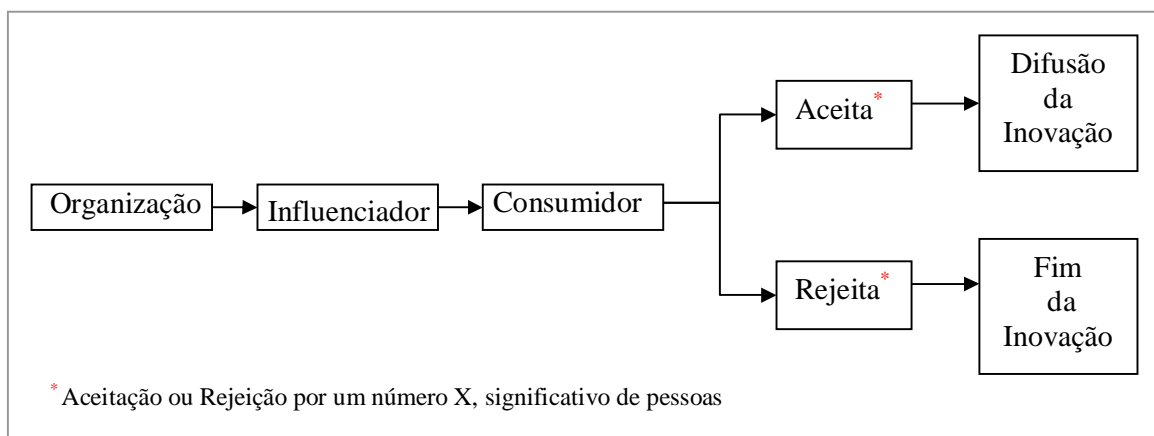 Organização
Influenciador
Consumidor
Aceita*
Difusão
da
Inovação
Rejeita*
Fim
da
Inovação
* Aceitação ou Rejeição por um número X, significativo de pessoas